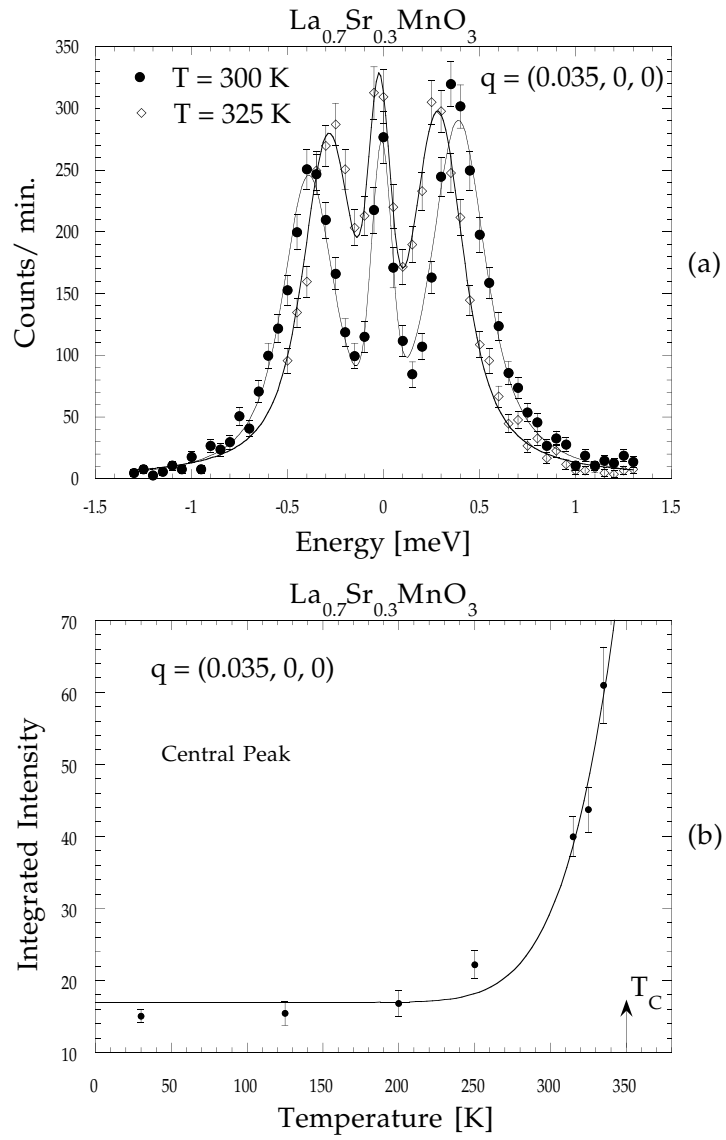 La0.7Sr0.3MnO3
T = 300 K
T = 325 K
q = (0.035, 0, 0)
350
300
250
200
150
100
50
0
Counts/ min.
(a)
-1.5 -1 -0.5 0 0.5 1 1.5
Energy [meV]
La0.7Sr0.3MnO3
q = (0.035, 0, 0)
Central Peak
70
60
50
40
30
20
10
Integrated Intensity
(b)
TC
0 50 100 150 200 250 300 350
Temperature [K]